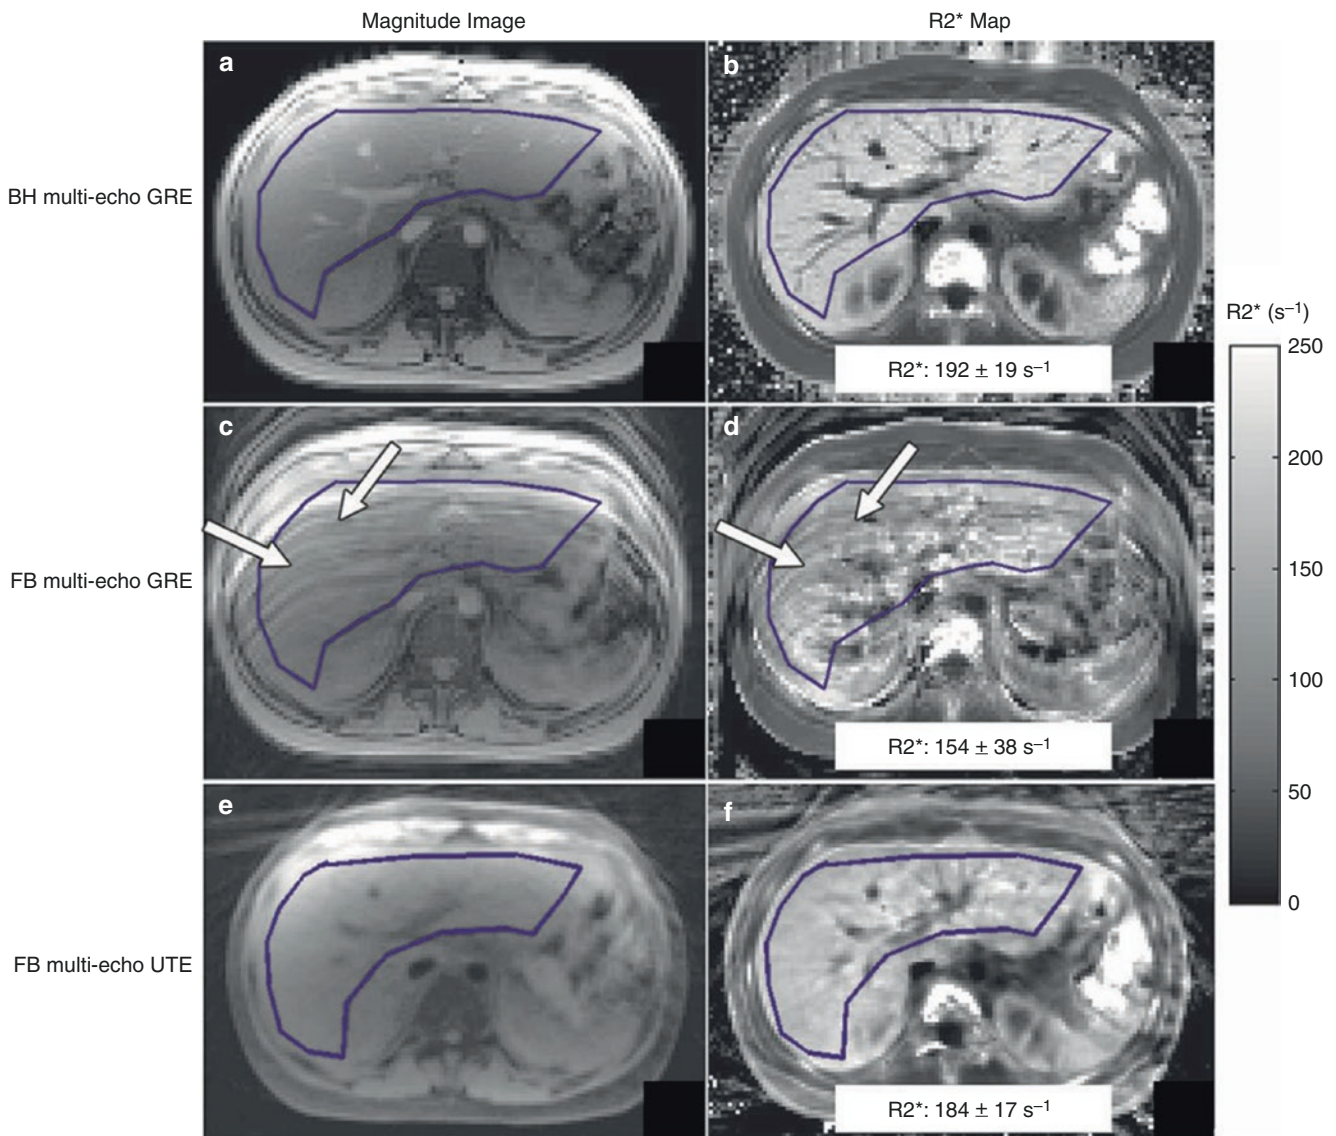 Magnitude Image
R2* Map
a
b
BH multi-echo GRE
R2*: 192 ± 19 s⁻¹
R2* (s⁻¹)
250
200
150
100
50
0
c
d
FB multi-echo GRE
R2*: 154 ± 38 s⁻¹
e
f
FB multi-echo UTE
R2*: 184 ± 17 s⁻¹